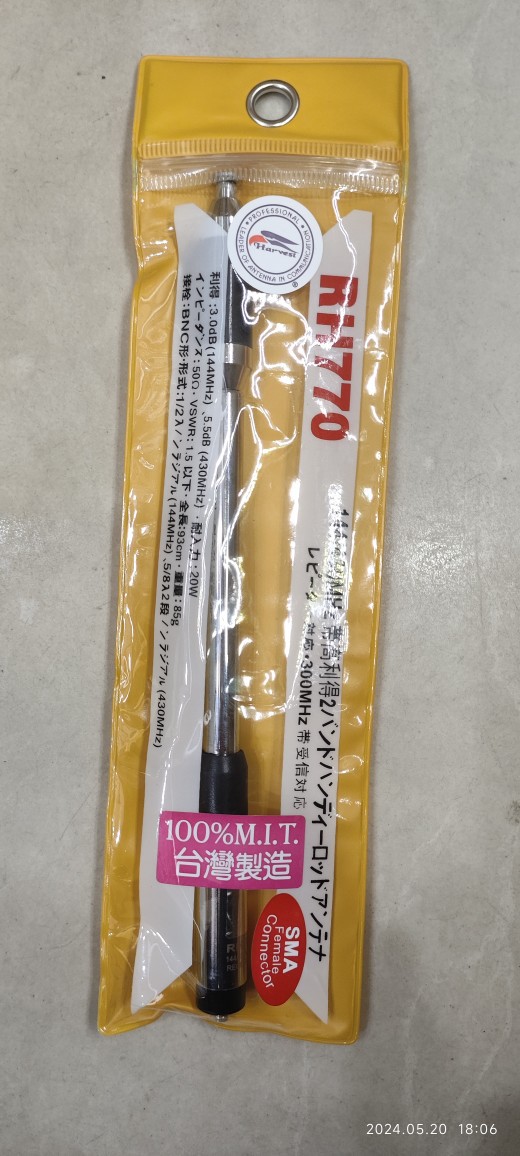 PROFESSIONAL
Harvest
LEADER OF ANTENNA IN COMMUNICATION
®
RH770
帯高利得2バンドハンディーロッドアンテナ
対応・300MHz帯受信対応
利得:3.0dB(144MHz)、5.5dB(430MHz)・耐入力:20W
インピーダンス:50Ω・VSWR:1.5以下・全長:93cm・重量:85g
接栓:BNC形・形式:1/2λノンラジアル(144MHz)、5/8λ2段ノンラジアル(430MHz)
100%M.I.T.
台灣製造
SMA
Female
Connector
2024.05.20 18:06